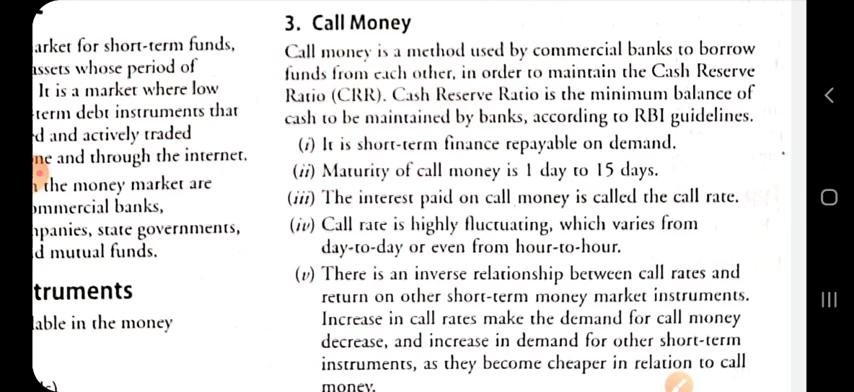 arket for short-term funds,
assets whose period of
It is a market where low
-term debt instruments that
d and actively traded
ne and through the internet.
the money market are
ommercial banks,
panies, state governments,
d mutual funds.
truments
lable in the money
3. Call Money
Call money is a method used by commercial banks to borrow
funds from each other, in order to maintain the Cash Reserve
Ratio (CRR). Cash Reserve Ratio is the minimum balance of
cash to be maintained by banks, according to RBI guidelines.
(i) It is short-term finance repayable on demand.
(ii) Maturity of call money is 1 day to 15 days.
(iii) The interest paid on call money is called the call rate.
(iv) Call rate is highly fluctuating, which varies from
day-to-day or even from hour-to-hour.
(v) There is an inverse relationship between call rates and
return on other short-term money market instruments.
Increase in call rates make the demand for call money
decrease, and increase in demand for other short-term
instruments, as they become cheaper in relation to call
money.